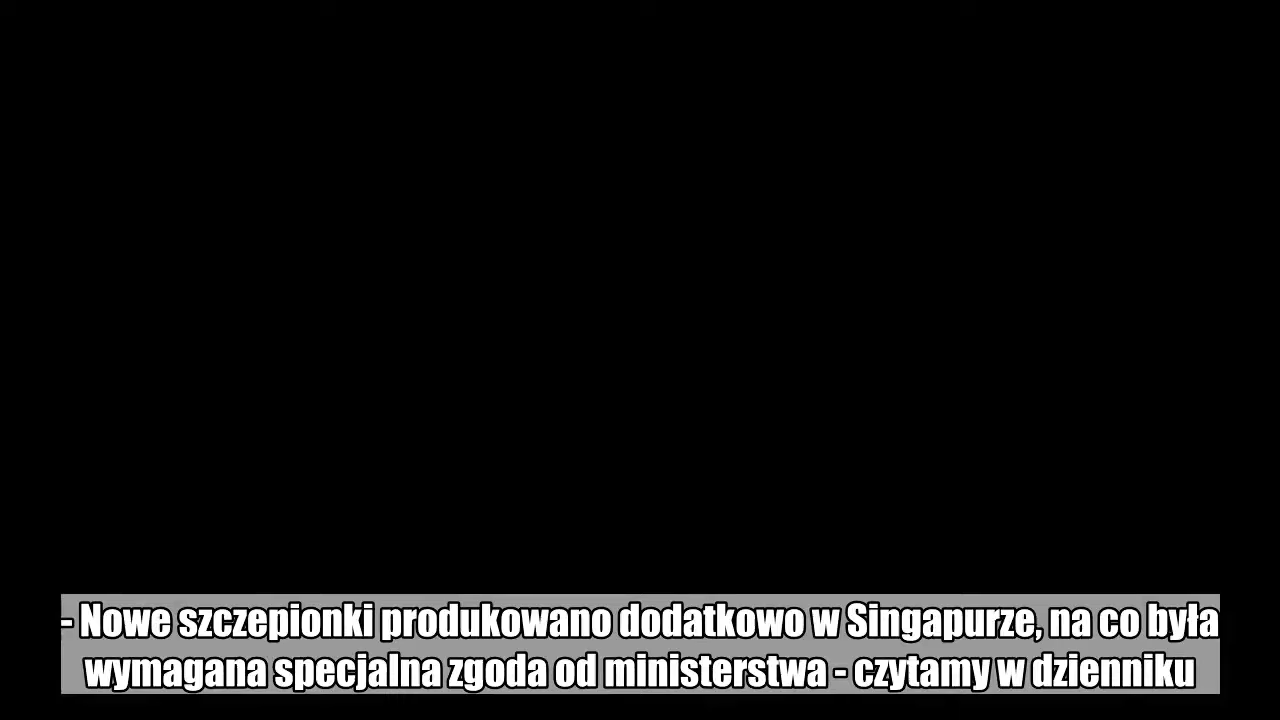 - Nowe szczepionki produkowano dodatkowo w Singapurze, na co była
wymagana specjalna zgoda od ministerstwa - czytamy w dzienniku